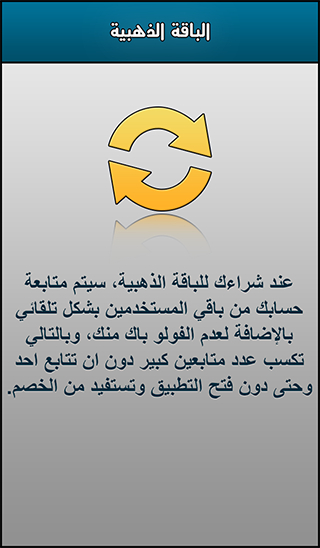 الباقة الذهبية
عند شراءك للباقة الذهبية، سيتم متابعة
حسابك من باقي المستخدمين بشكل تلقائي
بالإضافة لعدم الفولو باك منك، وبالتالي
تكسب عدد متابعين كبير دون ان تتابع احد
وحتى دون فتح التطبيق وتستفيد من الخصم.